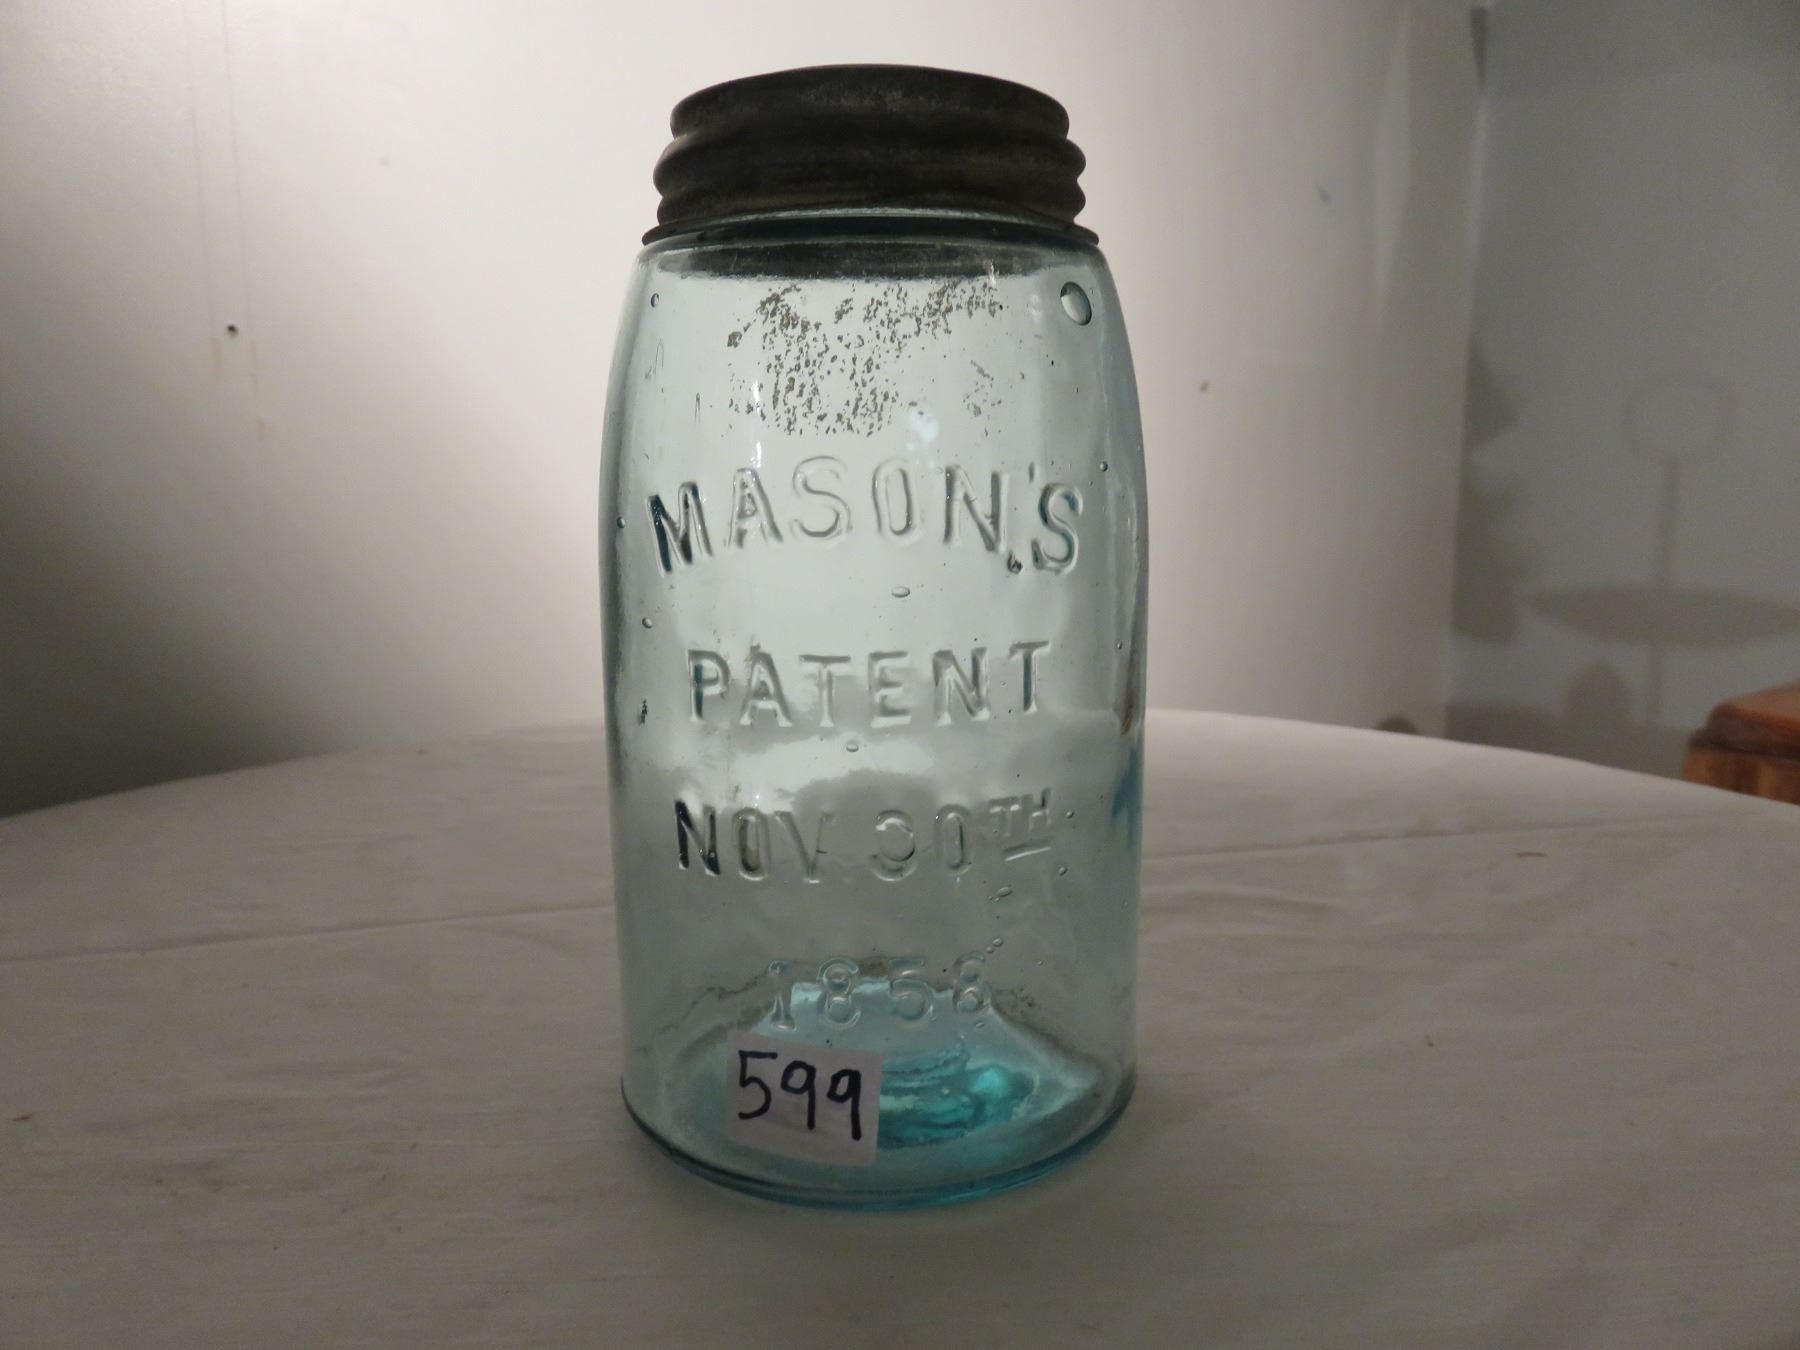 MASON'S
PATENT
NOV 30TH
1858
599